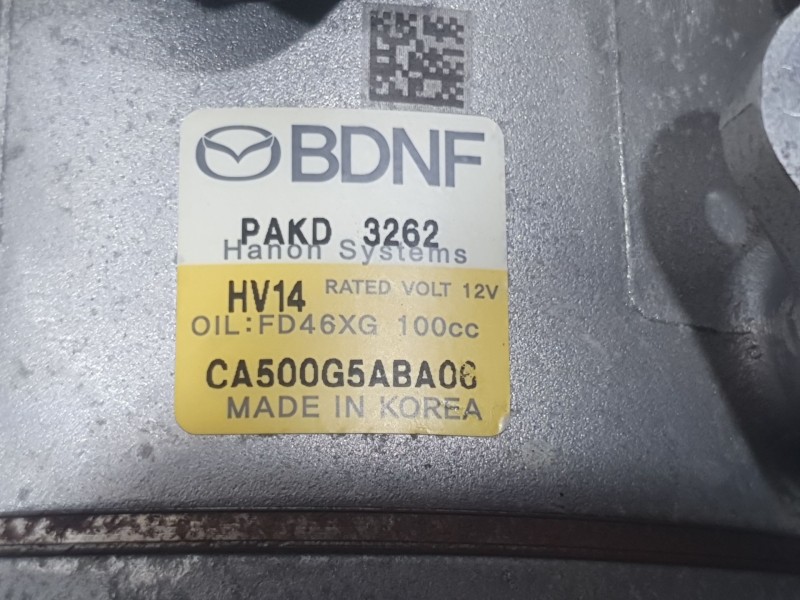 BDNF
PAKD 3262
Hanon Systems
HV14 RATED VOLT 12V
OIL:FD46XG 100cc
CA500G5ABA06
MADE IN KOREA